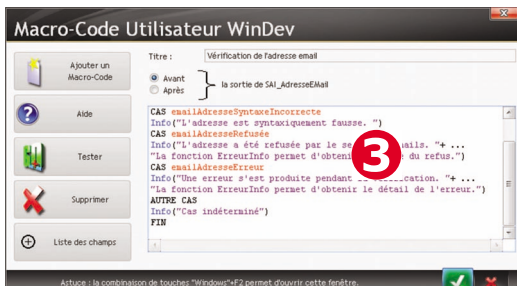 Macro-Code Utilisateur WinDev
Ajouter un
Macro-Code
Aide
Tester
Supprimer
Liste des champs
Titre :
Vérification de l'adresse email
Avant
Après
la sortie de SAI_AdresseEMail
CAS emailAdresseSyntaxeIncorrecte
Info("L'adresse est syntaxiquement fausse. ")
CAS emailAdresseRefusée
Info("L'adresse a été refusée par le se mails. "+ ...
"La fonction ErreurInfo permet d'obteni du refus.")
CAS emailAdresseErreur
Info("Une erreur s'est produite pendant cation. "+ ...
"La fonction ErreurInfo permet d'obtenir le détail de l'erreur.")
AUTRE CAS
Info("Cas indéterminé")
FIN
3
Astuce : la combinaison de touches "Windows"+F2 permet d'ouvrir cette fenêtre.